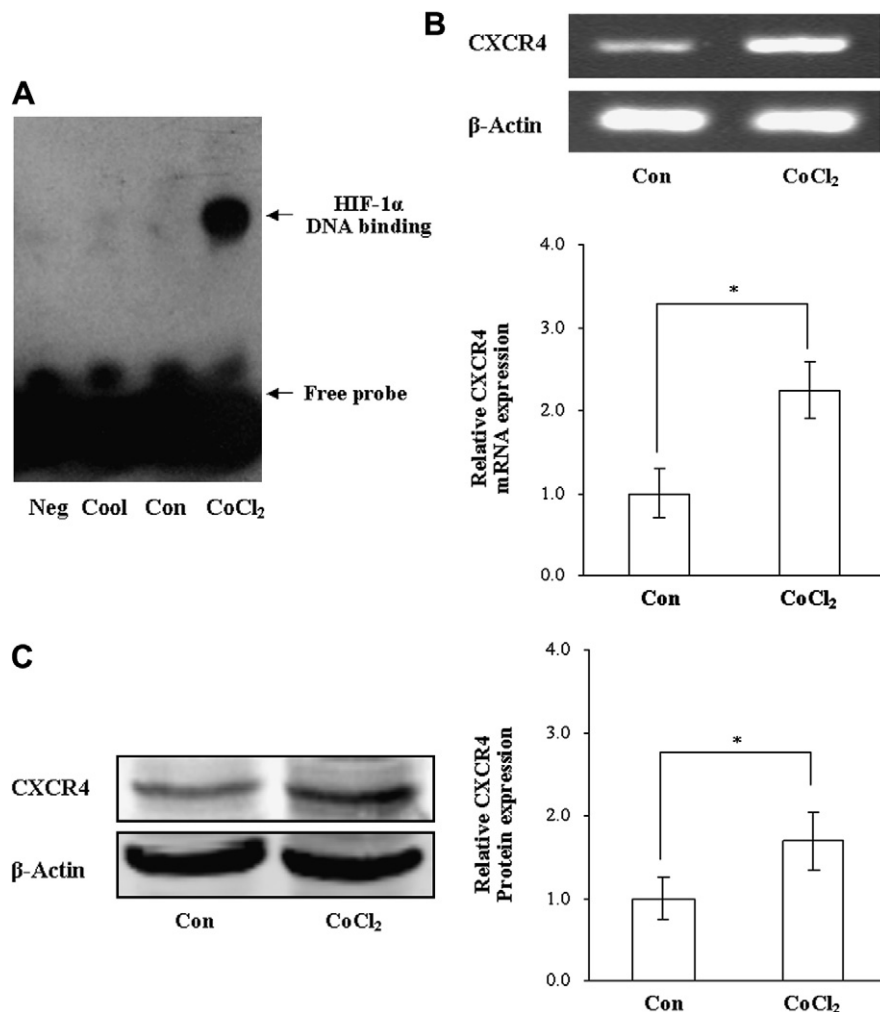 A
HIF-1α
DNA binding
Free probe
Neg Cool Con CoCl₂
B
CXCR4
β-Actin
Con CoCl₂
4.0
3.0
2.0
1.0
0.0
Relative CXCR4
mRNA expression
*
Con CoCl₂
C
CXCR4
β-Actin
Con CoCl₂
4.0
3.0
2.0
1.0
0.0
Relative CXCR4
Protein expression
*
Con CoCl₂